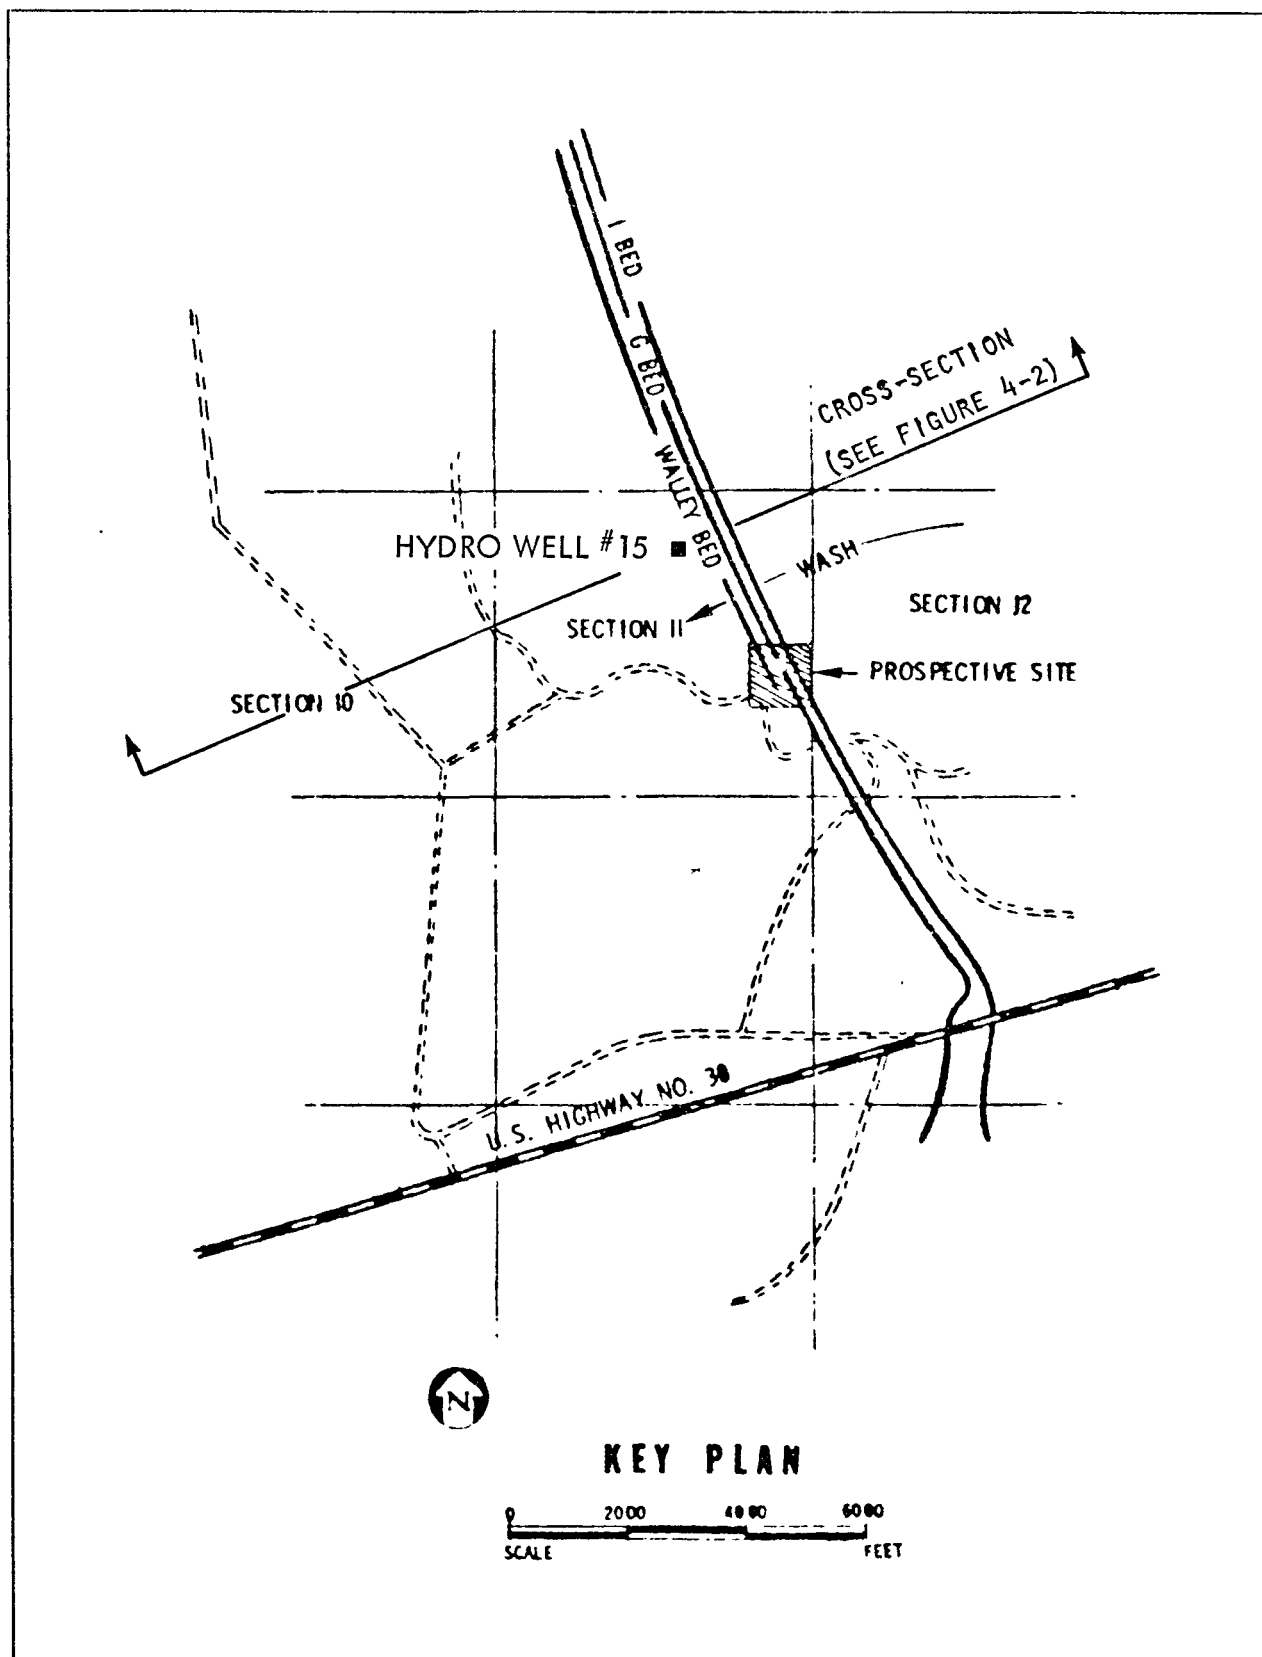 I BED
G BED
WALLEY BED
CROSS-SECTION
(SEE FIGURE 4-2)
HYDRO WELL #15
WASH
SECTION 11
SECTION 12
PROSPECTIVE SITE
SECTION 10
U.S. HIGHWAY NO. 30
N
KEY PLAN
0 2000 4000 6000
SCALE FEET